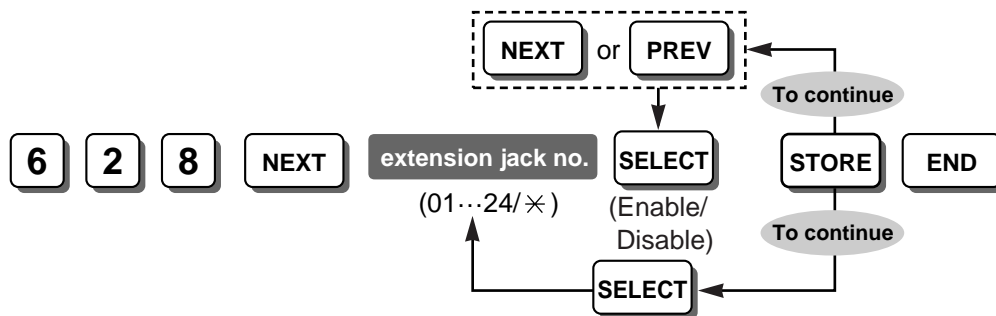 NEXT or PREV
To continue
6 2 8 NEXT extension jack no. SELECT STORE END
(01···24/✳)
(Enable/
Disable)
To continue
SELECT